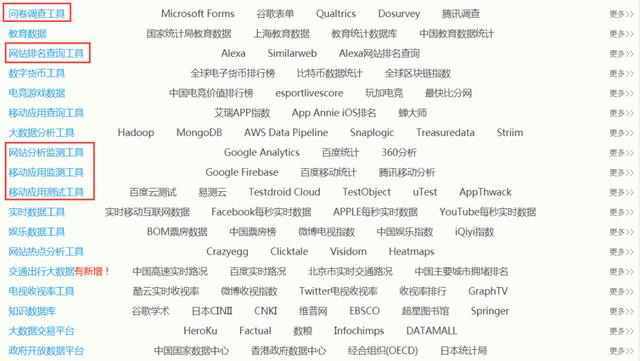 问卷调查工具 Microsoft Forms 谷歌表单 Qualtrics Dosurvey 腾讯调查 更多>>
教育数据 国家统计局教育数据 上海教育数据 教育统计数据库 中国教育统计数据 更多>>
网站排名查询工具 Alexa Similarweb Alexa网站排名查询 更多>>
数字货币工具 全球电子货币排行榜 比特币数据统计 全球区块链指数 更多>>
电竞游戏数据 中国电竞价值排行榜 esportlivescore 玩加电竞 最快比分网 更多>>
移动应用查询工具 艾瑞APP指数 App Annie iOS排名 蝉大师 更多>>
大数据分析工具 Hadoop MongoDB AWS Data Pipeline Snaplogic Treasuredata Striim 更多>>
网站分析监测工具 Google Analytics 百度统计 360分析 更多>>
移动应用监测工具 Google Firebase 百度移动统计 腾讯移动分析 更多>>
移动应用测试工具 百度云测试 易测云 Testdroid Cloud TestObject uTest AppThwack 更多>>
实时数据工具 实时移动互联网数据 Facebook每秒实时数据 APPLE每秒实时数据 YouTube每秒实时数据 更多>>
娱乐数据工具 BOM票房数据 中国票房榜 微博电视指数 中国娱乐指数 iQiyi指数 更多>>
网站热点分析工具 Crazyegg Clicktale Visidom Heatmaps 更多>>
交通出行大数据有新增！ 中国高速实时路况 百度实时路况 北京市实时交通路况 中国主要城市拥堵排名 更多>>
电视收视率工具 酷云实时收视率 微博收视指数 Twitter电视收视率 收视率排行 GraphTV 更多>>
知识数据库 谷歌学术 日本CINII CNKI 维普网 EBSCO 超星图书馆 Springer 更多>>
大数据交易平台 HeroKu Factual 数粮 Infochimps DATAMALL 更多>>
政府开放数据平台 中国国家数据中心 香港政府数据中心 经合组织(OECD) 日本统计局 更多>>